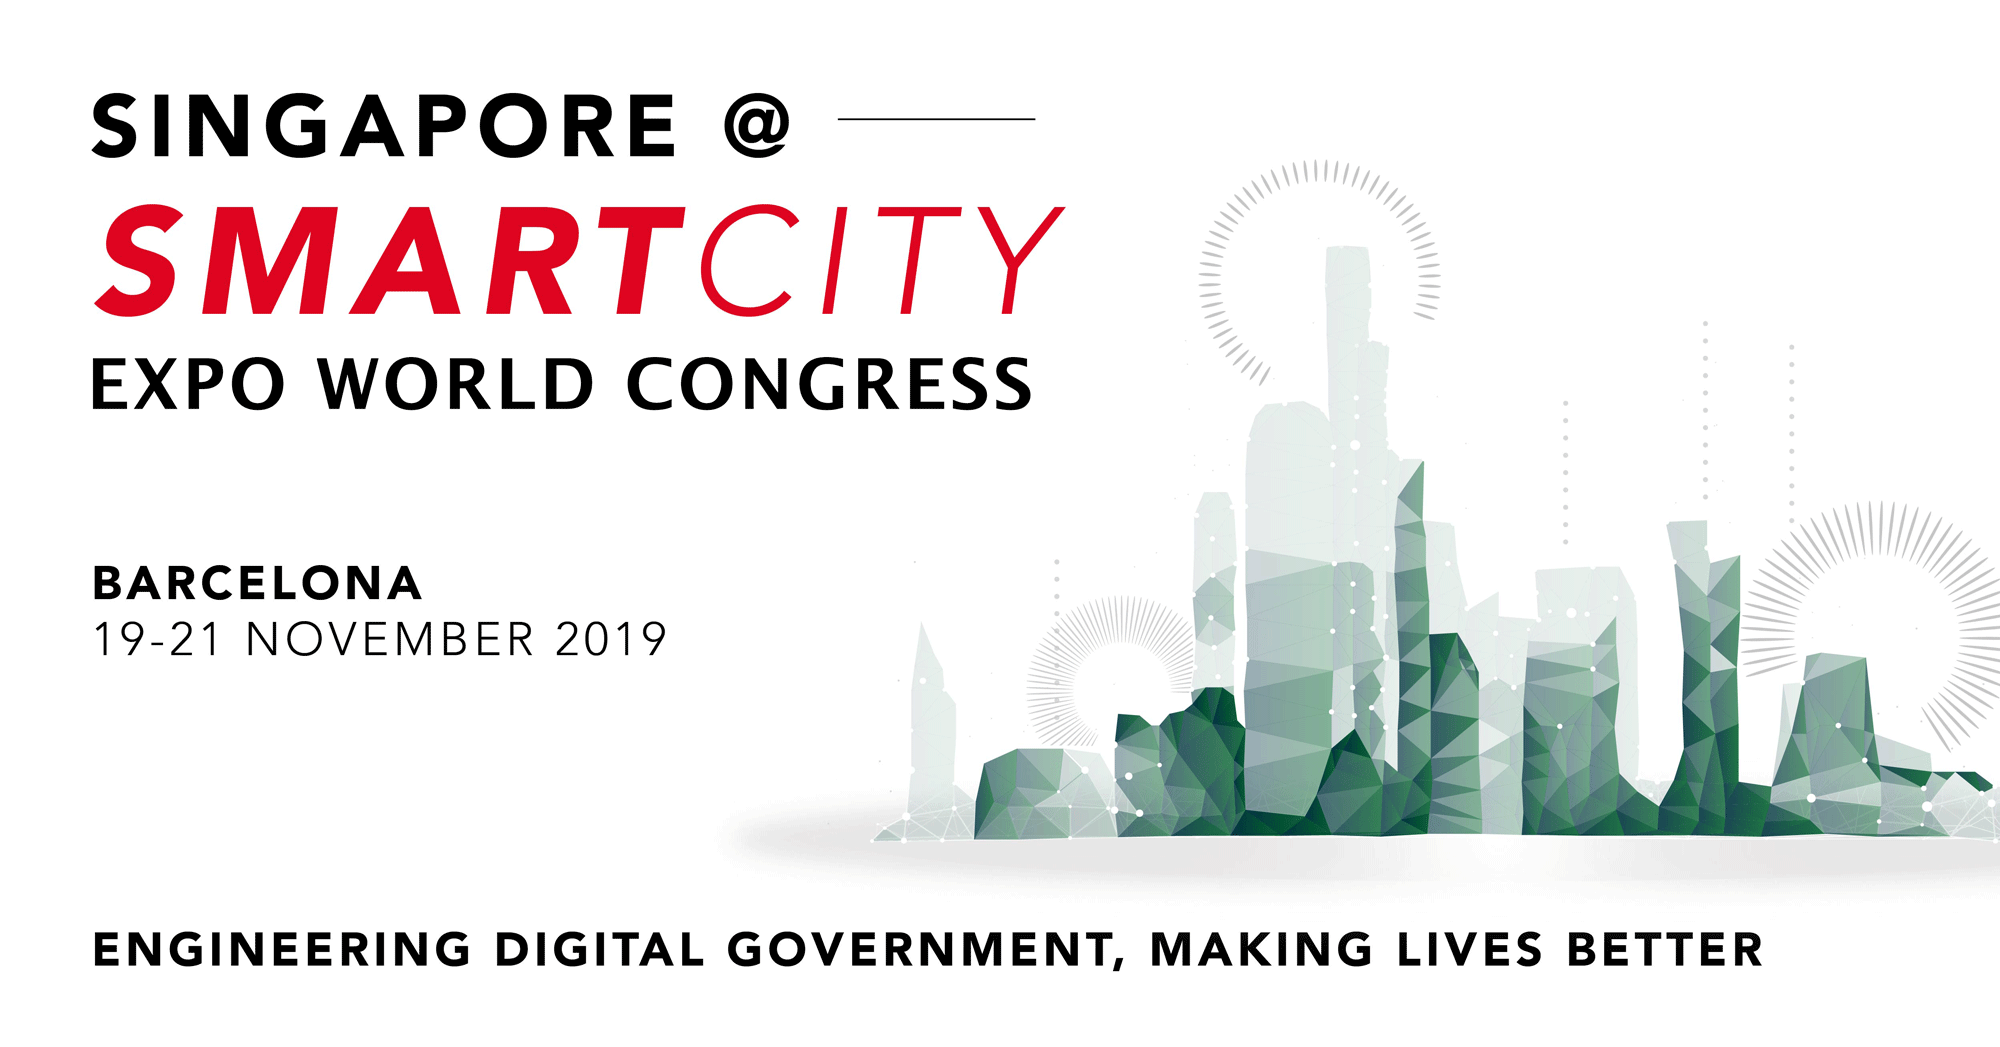 SINGAPORE @
SMARTCITY
EXPO WORLD CONGRESS
BARCELONA
19-21 NOVEMBER 2019
ENGINEERING DIGITAL GOVERNMENT, MAKING LIVES BETTER